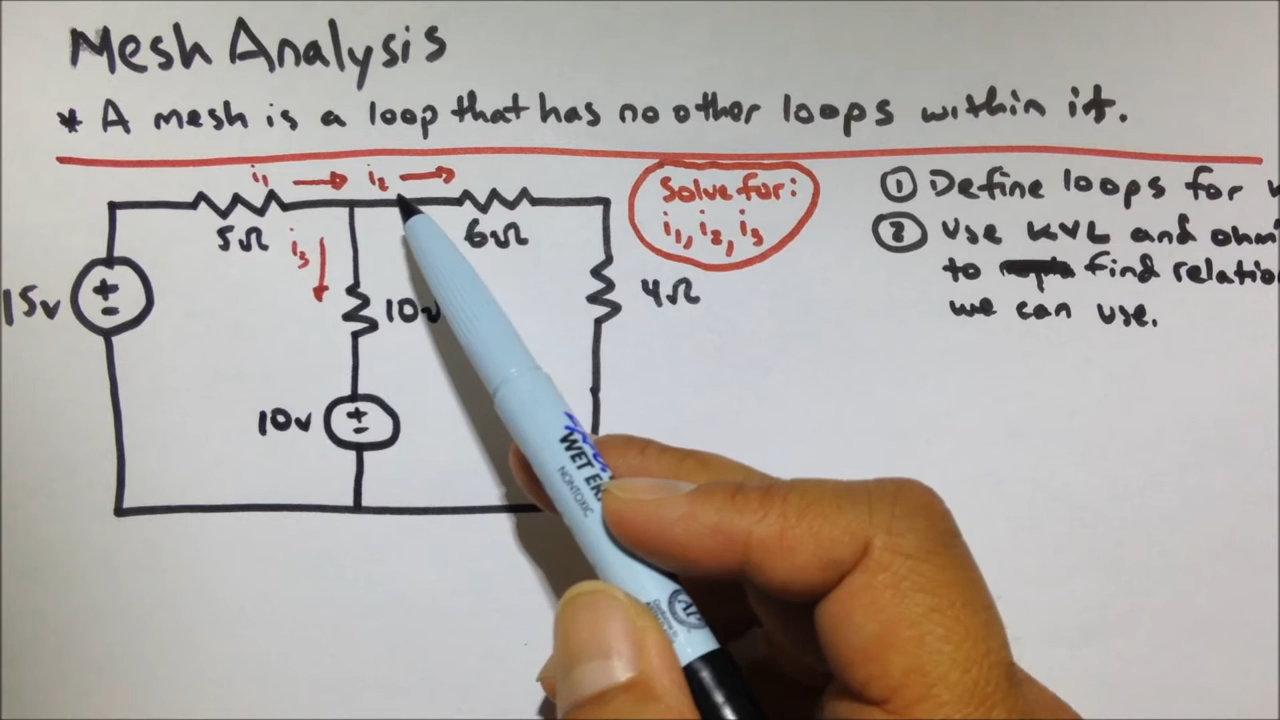 Mesh Analysis
* A mesh is a loop that has no other loops within it.
i1 i2
Solve for:
i1, i2, i3
① Define loops for
5Ω
6Ω
② Use KVL and ohm
i3
to find relatio
15v
10
4Ω
we can use.
10v
WET
NONTOXIC
AP